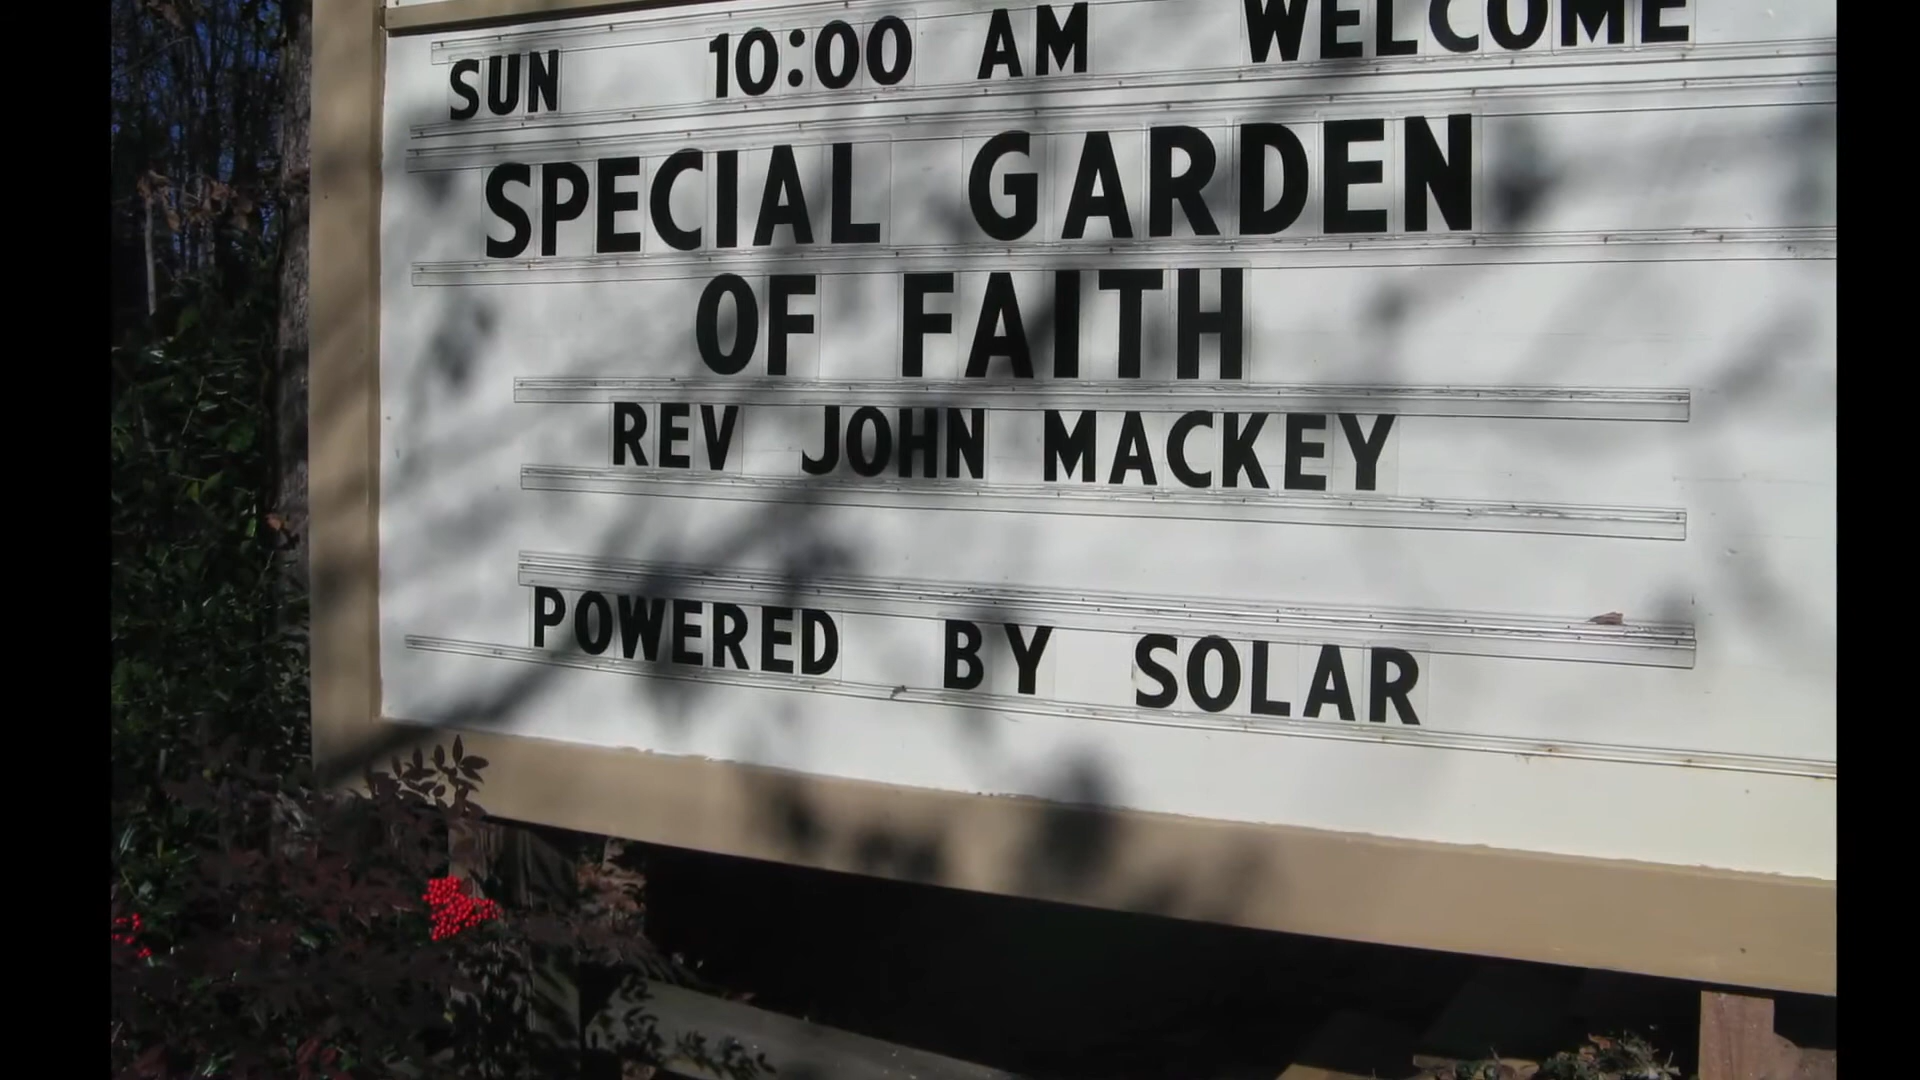 SUN 10:00 AM WELCOME
SPECIAL GARDEN
OF FAITH
REV JOHN MACKEY
POWERED BY SOLAR